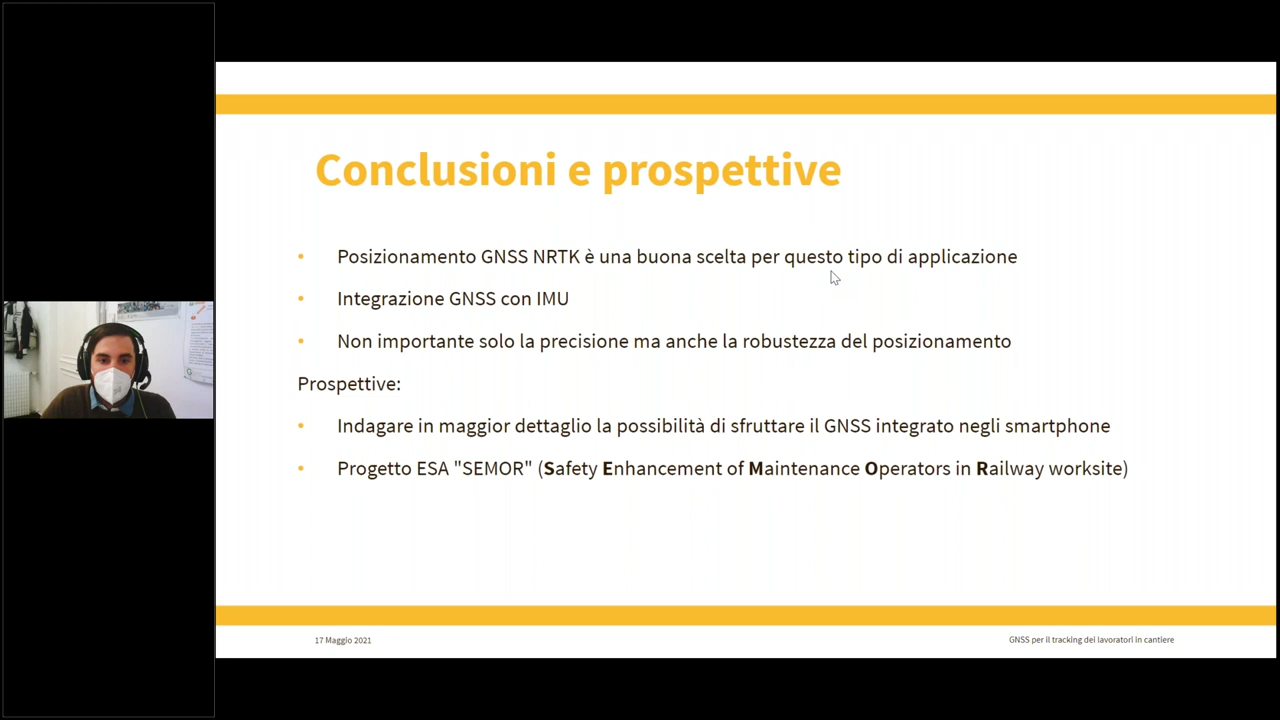 Conclusioni e prospettive
• Posizionamento GNSS NRTK è una buona scelta per questo tipo di applicazione
• Integrazione GNSS con IMU
• Non importante solo la precisione ma anche la robustezza del posizionamento
Prospettive:
• Indagare in maggior dettaglio la possibilità di sfruttare il GNSS integrato negli smartphone
• Progetto ESA "SEMOR" (Safety Enhancement of Maintenance Operators in Railway worksite)
17 Maggio 2021
GNSS per il tracking dei lavoratori in cantiere